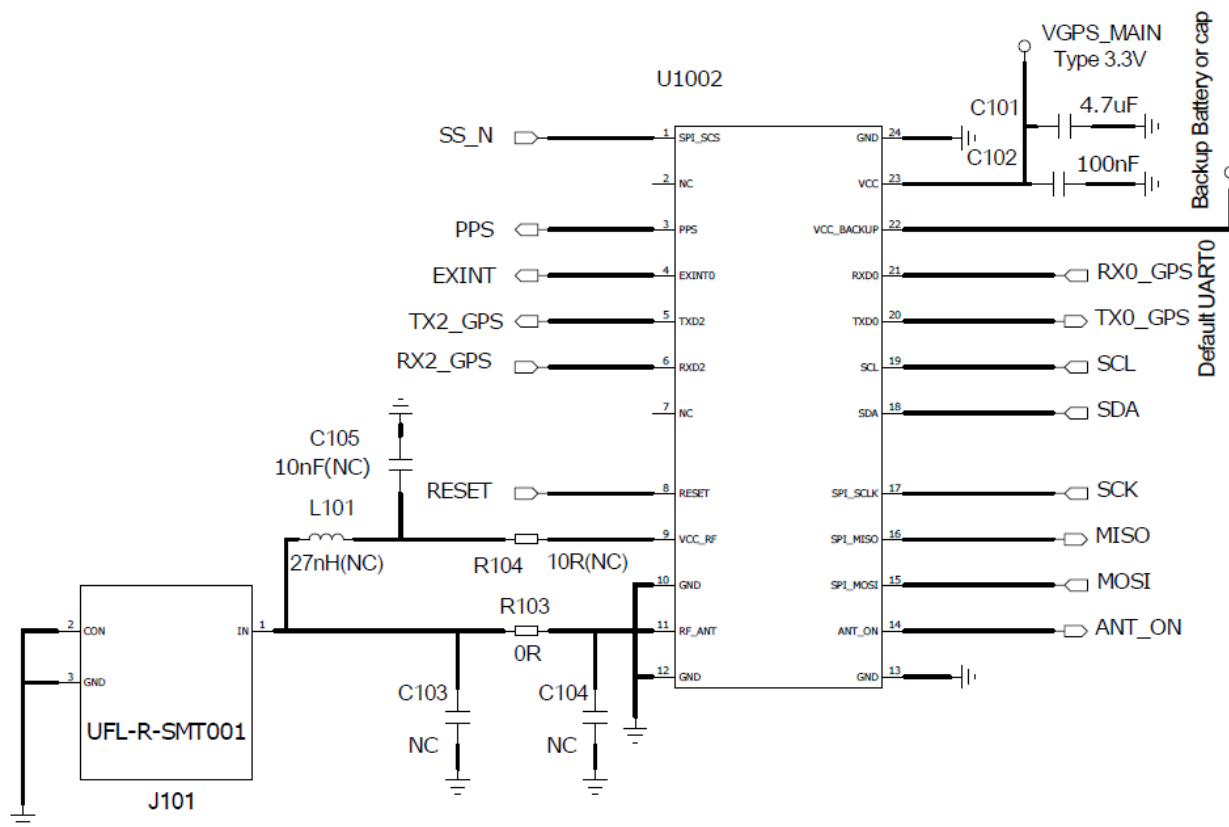 VGPS_MAIN
Type 3.3V
Backup Battery or cap
Default UART0
U1002
C101
4.7uF
C102
100nF
SS_N
1
SPI_SCS
GND
24
2
NC
VCC
23
PPS
3
PPS
VCC_BACKUP
22
EXINT
4
EXINT0
RXD0
21
RX0_GPS
TX2_GPS
5
TXD2
TXD0
20
TX0_GPS
RX2_GPS
6
RXD2
SCL
19
SCL
7
NC
SDA
18
SDA
C105
10nF(NC)
RESET
8
RESET
SPI_SCLK
17
SCK
L101
27nH(NC)
R104
10R(NC)
9
VCC_RF
SPI_MISO
16
MISO
10
GND
SPI_MOSI
15
MOSI
R103
0R
11
RF_ANT
ANT_ON
14
ANT_ON
12
GND
GND
13
2
CON
IN
1
3
GND
UFL-R-SMT001
J101
C103
NC
C104
NC